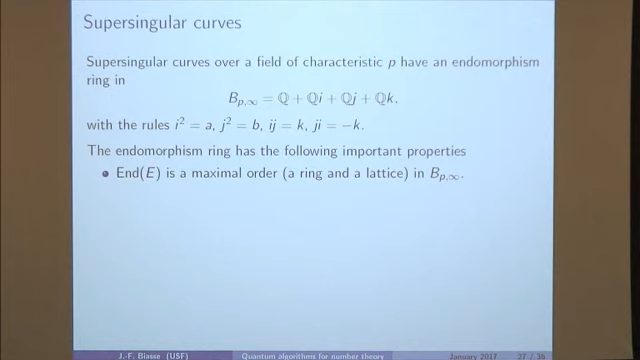 Supersingular curves
Supersingular curves over a field of characteristic p have an endomorphism
ring in
B_{p,∞} = ℚ + ℚi + ℚj + ℚk,
with the rules i² = a, j² = b, ij = k, ji = −k.
The endomorphism ring has the following important properties
• End(E) is a maximal order (a ring and a lattice) in B_{p,∞}.
J.-F. Biasse (USF) Quantum algorithms for number theory January 2017 27 / 36